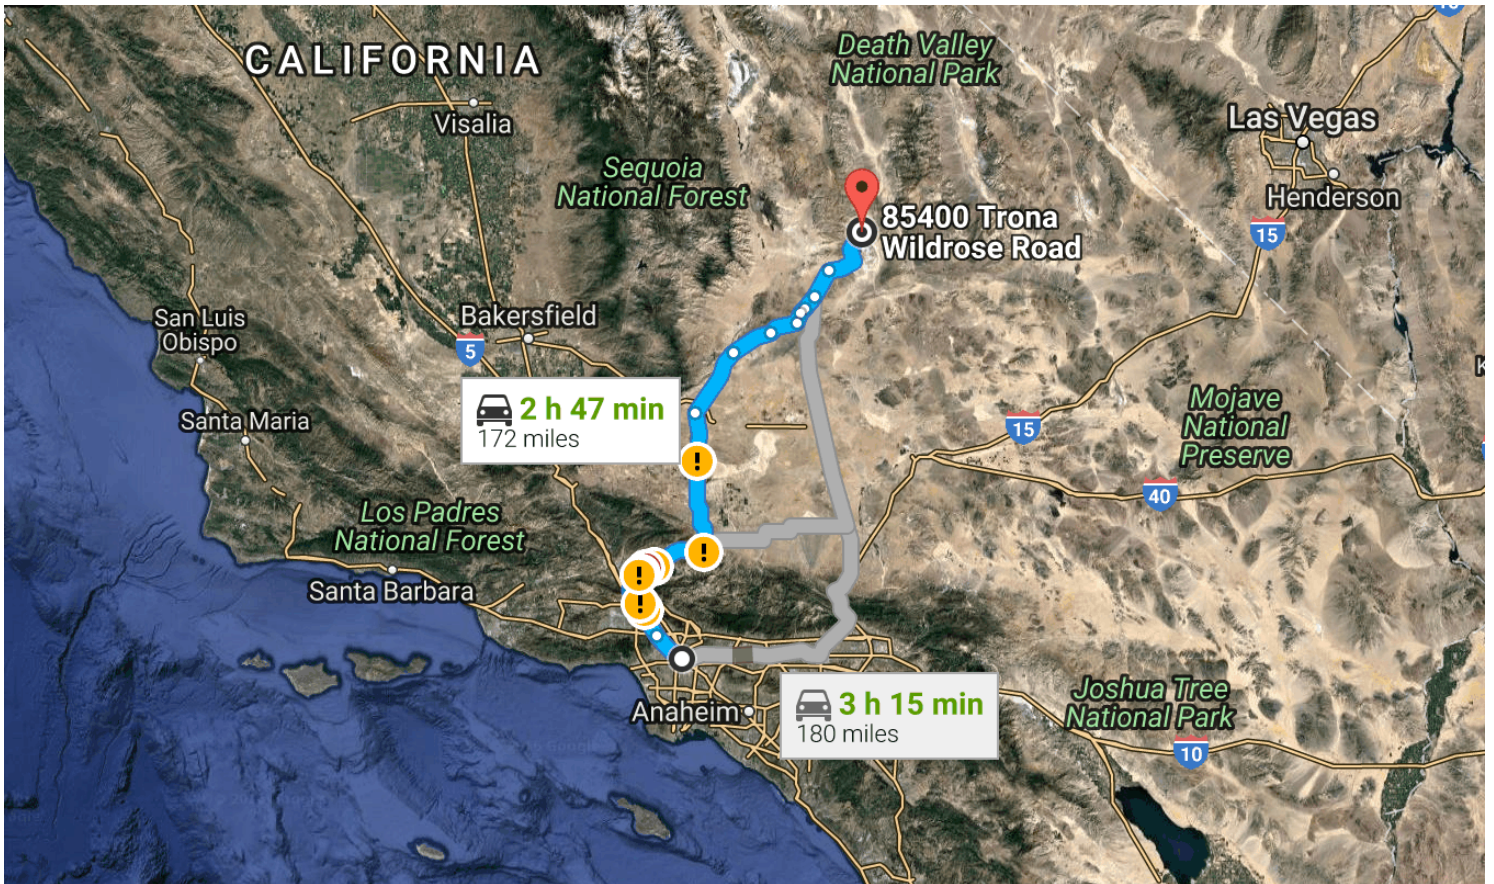 CALIFORNIA
Death Valley
National Park
Visalia
Las Vegas
Sequoia
National Forest
Henderson
85400 Trona
Wildrose Road
15
San Luis
Obispo
Bakersfield
5
2 h 47 min
172 miles
Santa Maria
15
Mojave
National
Preserve
40
Los Padres
National Forest
Santa Barbara
Anaheim
3 h 15 min
180 miles
Joshua Tree
National Park
10